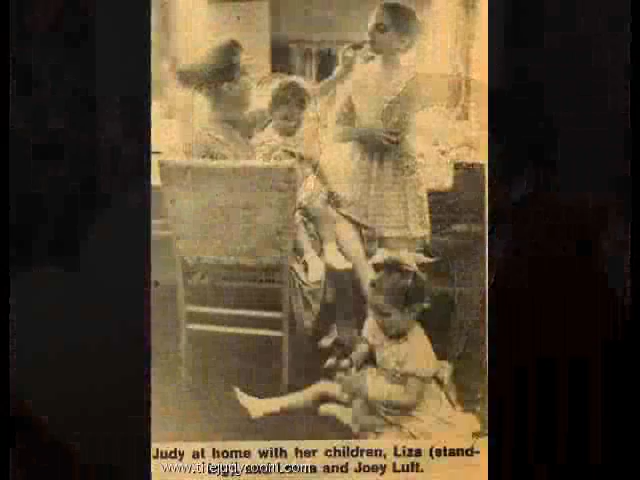 Judy at home with her children, Liza (stand-
and Joey Luft.
www.thejudyroom.com